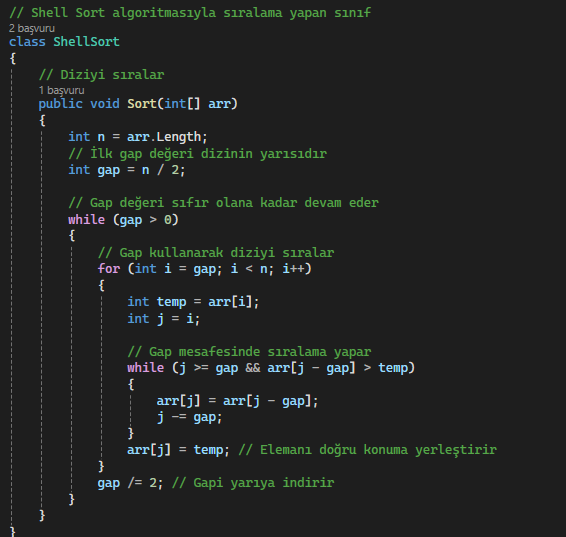 // Shell Sort algoritmasıyla sıralama yapan sınıf
2 başvuru
class ShellSort
{
// Diziyi sıralar
1 başvuru
public void Sort(int[] arr)
{
int n = arr.Length;
// İlk gap değeri dizinin yarısıdır
int gap = n / 2;
// Gap değeri sıfır olana kadar devam eder
while (gap > 0)
{
// Gap kullanarak diziyi sıralar
for (int i = gap; i < n; i++)
{
int temp = arr[i];
int j = i;
// Gap mesafesinde sıralama yapar
while (j >= gap && arr[j - gap] > temp)
{
arr[j] = arr[j - gap];
j -= gap;
}
arr[j] = temp; // Elemanı doğru konuma yerleştirir
}
gap /= 2; // Gapi yarıya indirir
}
}
}